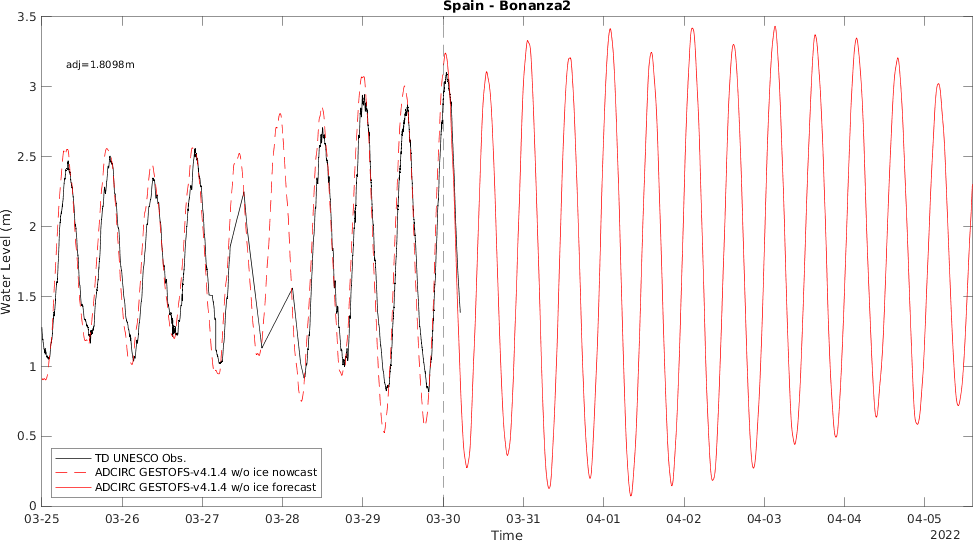 Spain - Bonanza2
3.5
adj=1.8098m
3
2.5
2
1.5
1
0.5
0
Water Level (m)
TD UNESCO Obs.
ADCIRC GESTOFS-v4.1.4 w/o ice nowcast
ADCIRC GESTOFS-v4.1.4 w/o ice forecast
03-25 03-26 03-27 03-28 03-29 03-30 03-31 04-01 04-02 04-03 04-04 04-05
Time
2022